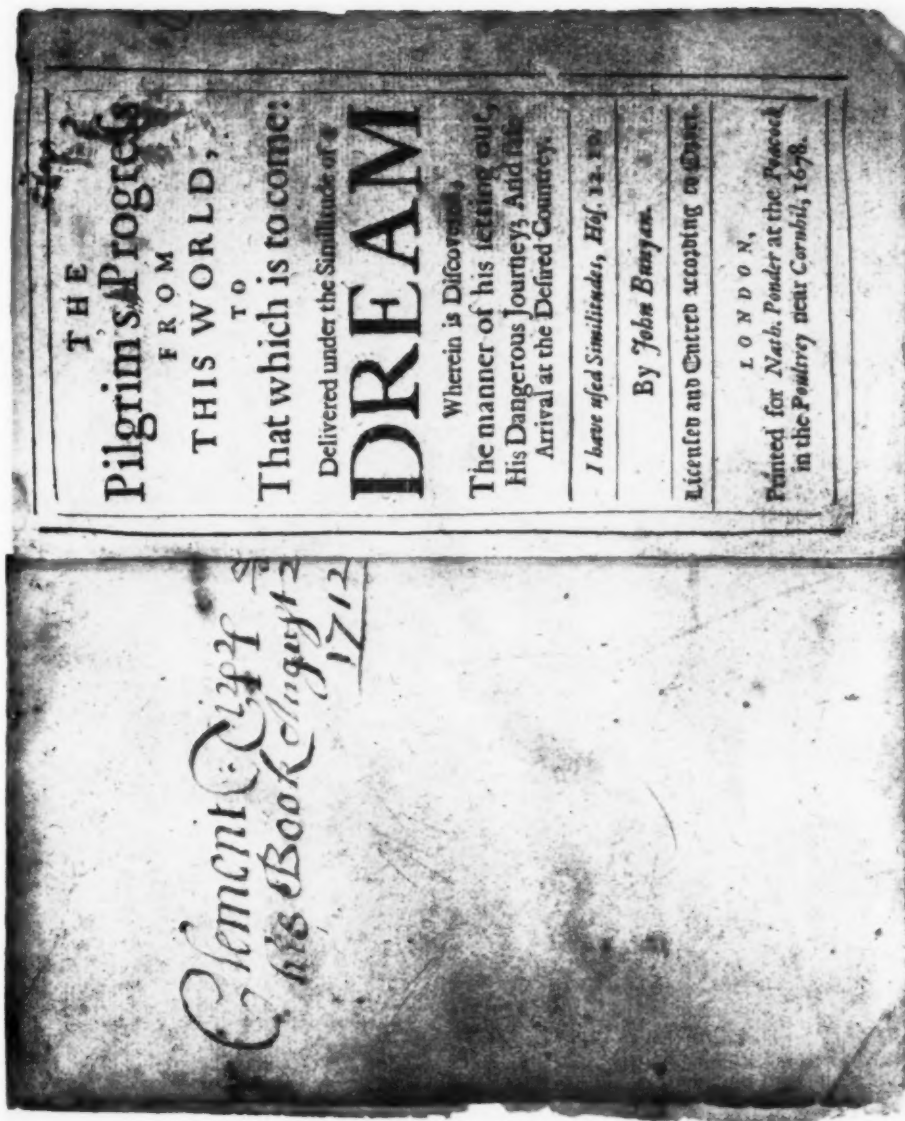 Clement
his Book August 2
1712
THE
Pilgrim's Progreſs
FROM
THIS WORLD,
TO
That which is to come:
Delivered under the Similitude of a
DREAM
Wherein is Diſcovered,
The manner of his ſetting out,
His Dangerous Journey; And ſafe
Arrival at the Deſired Countrey.
I have uſed Similitudes, Hoſ. 12. 10.
By John Bunyan.
Licenſed and Entred according to Order.
LONDON,
Printed for Nath. Ponder at the Peacock
in the Poultrey near Cornhil, 1678.